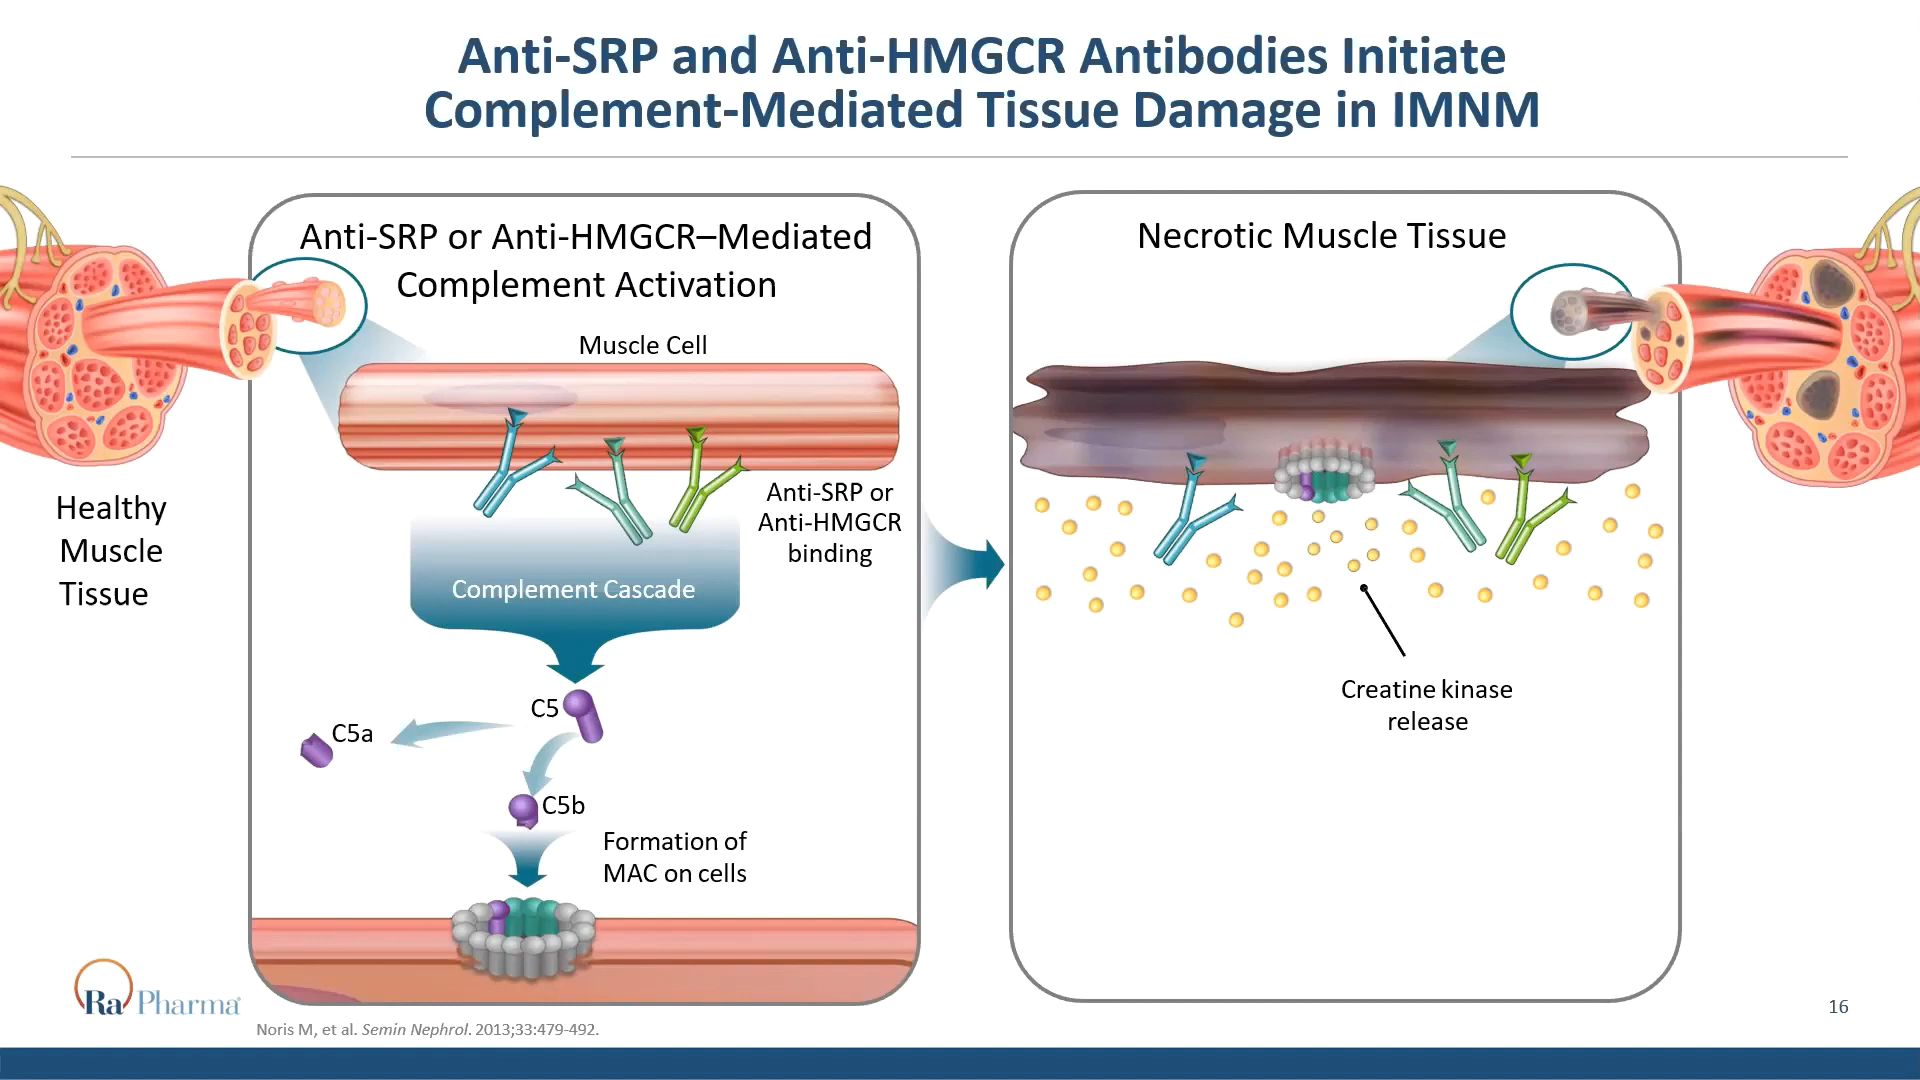 Anti-SRP and Anti-HMGCR Antibodies Initiate
Complement-Mediated Tissue Damage in IMNM
Anti-SRP or Anti-HMGCR–Mediated
Complement Activation
Muscle Cell
Healthy
Muscle
Tissue
Anti-SRP or
Anti-HMGCR
binding
Complement Cascade
C5
C5a
C5b
Formation of
MAC on cells
Necrotic Muscle Tissue
Creatine kinase
release
Ra Pharma
Noris M, et al. Semin Nephrol. 2013;33:479-492.
16